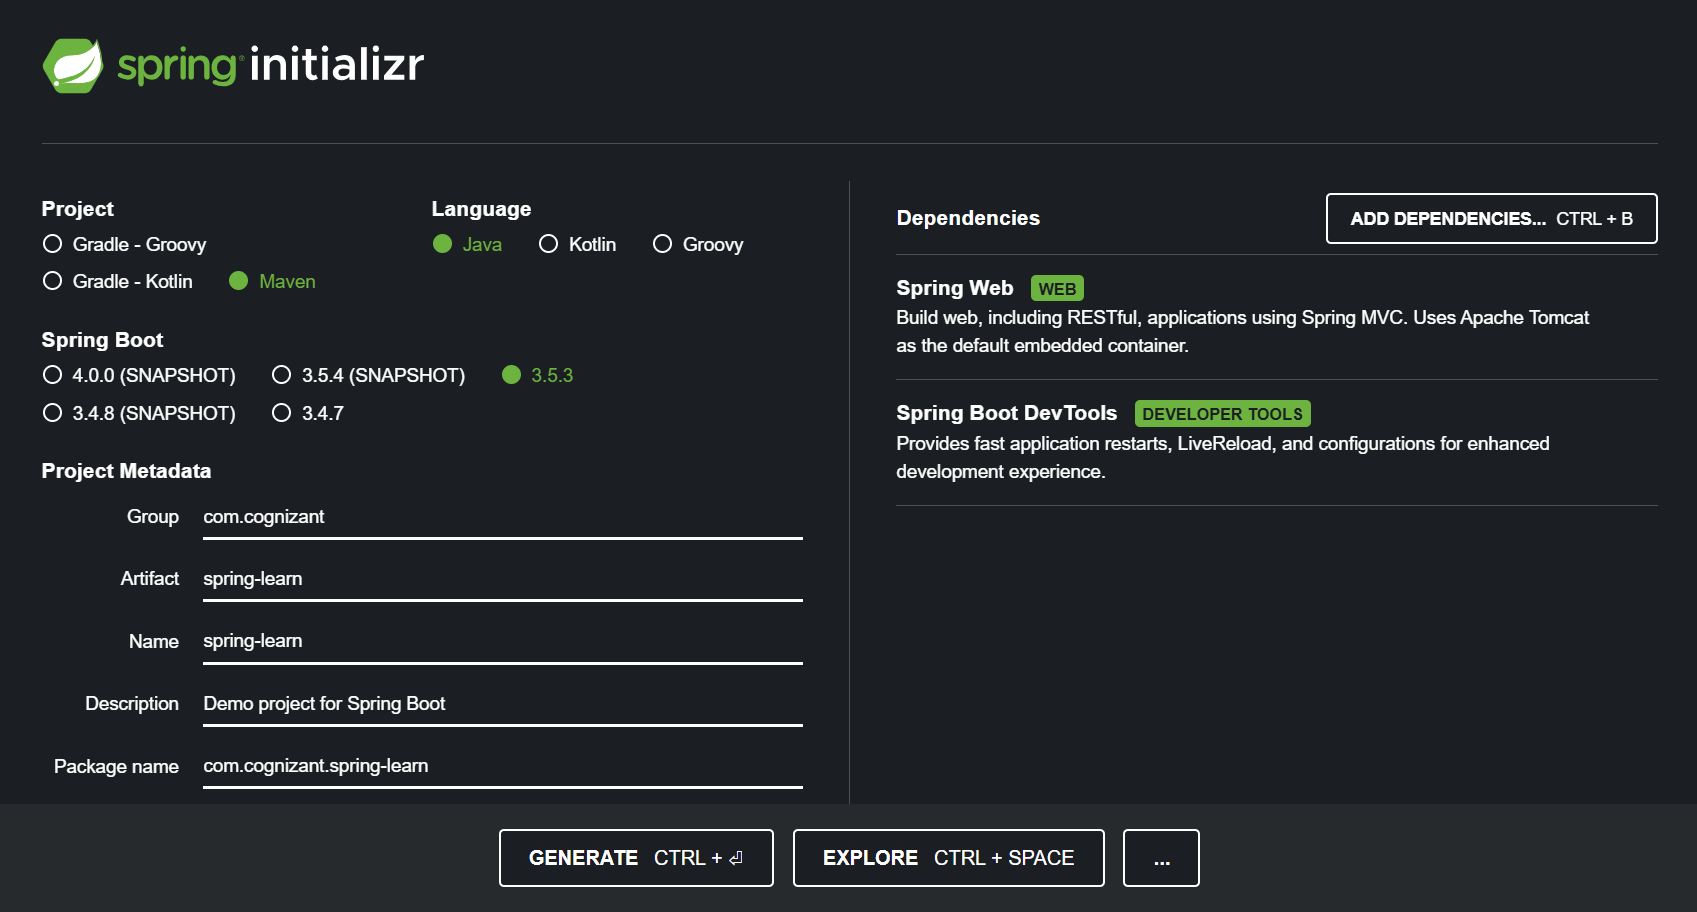 spring initializr
Project
Gradle - Groovy
Gradle - Kotlin Maven
Language
Java Kotlin Groovy
Spring Boot
4.0.0 (SNAPSHOT) 3.5.4 (SNAPSHOT) 3.5.3
3.4.8 (SNAPSHOT) 3.4.7
Project Metadata
Group com.cognizant
Artifact spring-learn
Name spring-learn
Description Demo project for Spring Boot
Package name com.cognizant.spring-learn
Dependencies ADD DEPENDENCIES... CTRL + B
Spring Web WEB
Build web, including RESTful, applications using Spring MVC. Uses Apache Tomcat
as the default embedded container.
Spring Boot DevTools DEVELOPER TOOLS
Provides fast application restarts, LiveReload, and configurations for enhanced
development experience.
GENERATE CTRL + ⏎ EXPLORE CTRL + SPACE ...